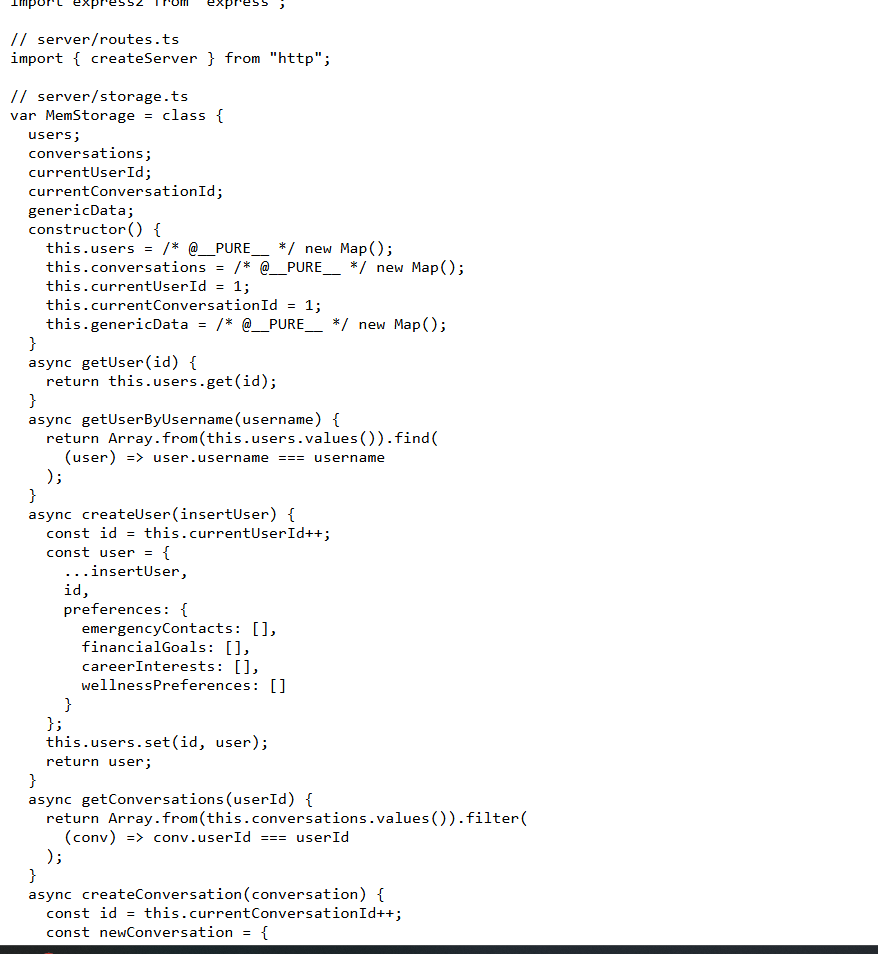 import express2 from "express";

// server/routes.ts
import { createServer } from "http";

// server/storage.ts
var MemStorage = class {
  users;
  conversations;
  currentUserId;
  currentConversationId;
  genericData;
  constructor() {
    this.users = /* @__PURE__ */ new Map();
    this.conversations = /* @__PURE__ */ new Map();
    this.currentUserId = 1;
    this.currentConversationId = 1;
    this.genericData = /* @__PURE__ */ new Map();
  }
  async getUser(id) {
    return this.users.get(id);
  }
  async getUserByUsername(username) {
    return Array.from(this.users.values()).find(
      (user) => user.username === username
    );
  }
  async createUser(insertUser) {
    const id = this.currentUserId++;
    const user = {
      ...insertUser,
      id,
      preferences: {
        emergencyContacts: [],
        financialGoals: [],
        careerInterests: [],
        wellnessPreferences: []
      }
    };
    this.users.set(id, user);
    return user;
  }
  async getConversations(userId) {
    return Array.from(this.conversations.values()).filter(
      (conv) => conv.userId === userId
    );
  }
  async createConversation(conversation) {
    const id = this.currentConversationId++;
    const newConversation = {